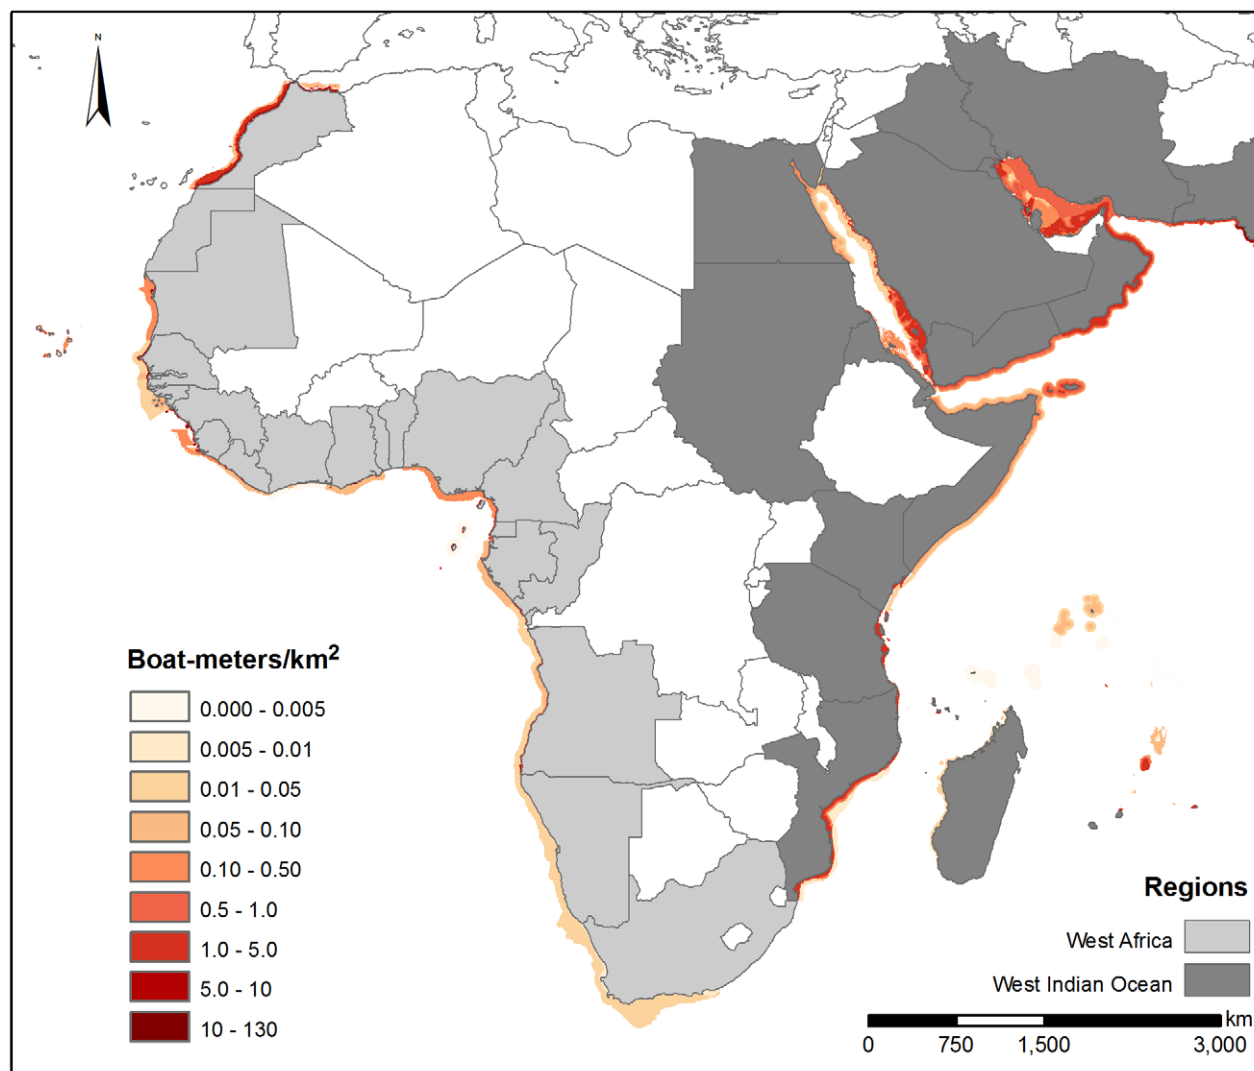 N
Boat-meters/km²
0.000 - 0.005
0.005 - 0.01
0.01 - 0.05
0.05 - 0.10
0.10 - 0.50
0.5 - 1.0
1.0 - 5.0
5.0 - 10
10 - 130
Regions
West Africa
West Indian Ocean
km
0 750 1,500 3,000